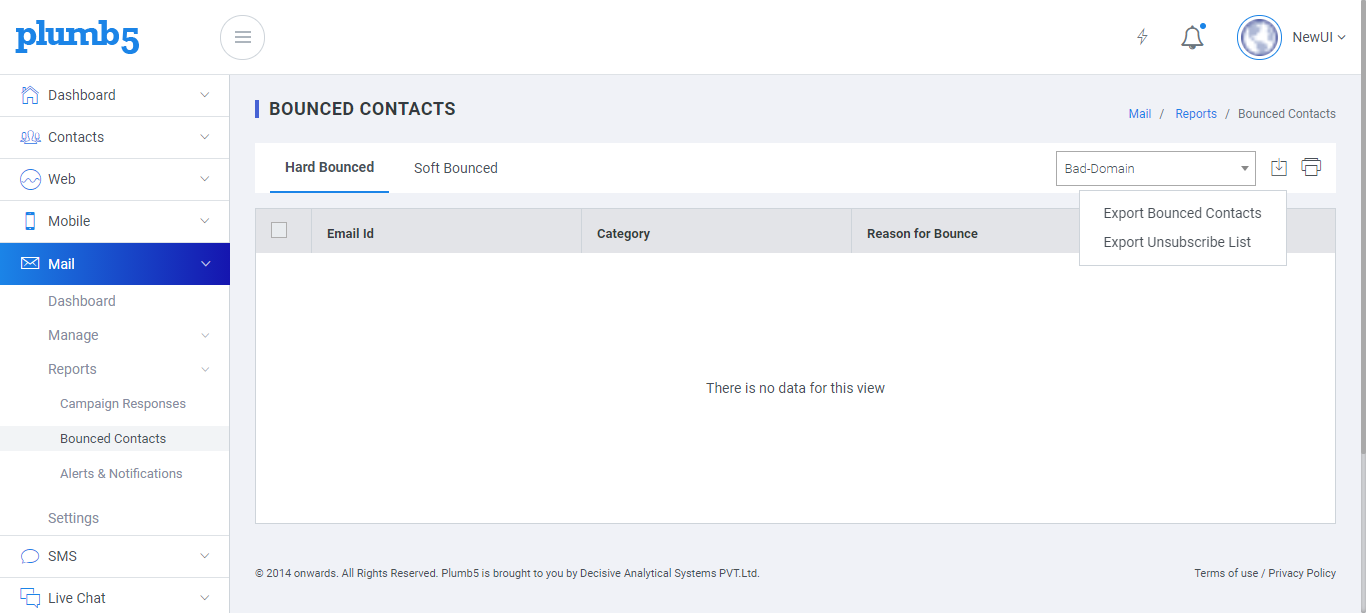 plumb5
NewUI
Dashboard
Contacts
Web
Mobile
Mail
Dashboard
Manage
Reports
Campaign Responses
Bounced Contacts
Alerts & Notifications
Settings
SMS
Live Chat
BOUNCED CONTACTS
Mail / Reports / Bounced Contacts
Hard Bounced Soft Bounced Bad-Domain
Export Bounced Contacts
Export Unsubscribe List
Email Id Category Reason for Bounce
There is no data for this view
© 2014 onwards. All Rights Reserved. Plumb5 is brought to you by Decisive Analytical Systems PVT.Ltd. Terms of use / Privacy Policy